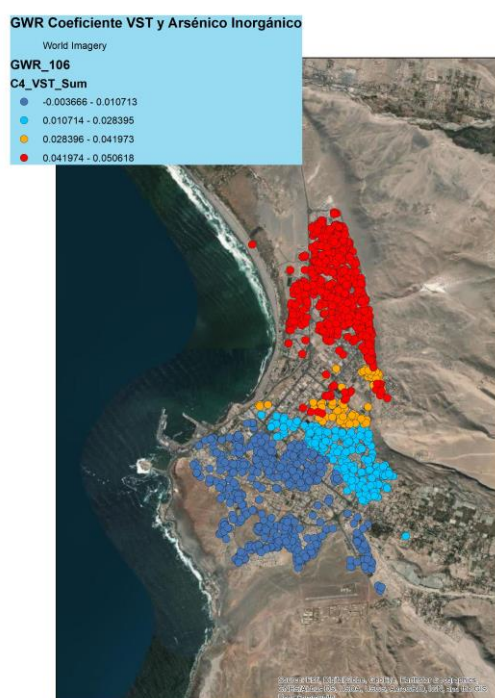 GWR Coeficiente VST y Arsénico Inorgánico
World Imagery
GWR_106
C4_VST_Sum
-0.003666 - 0.010713
0.010714 - 0.028395
0.028396 - 0.041973
0.041974 - 0.050618